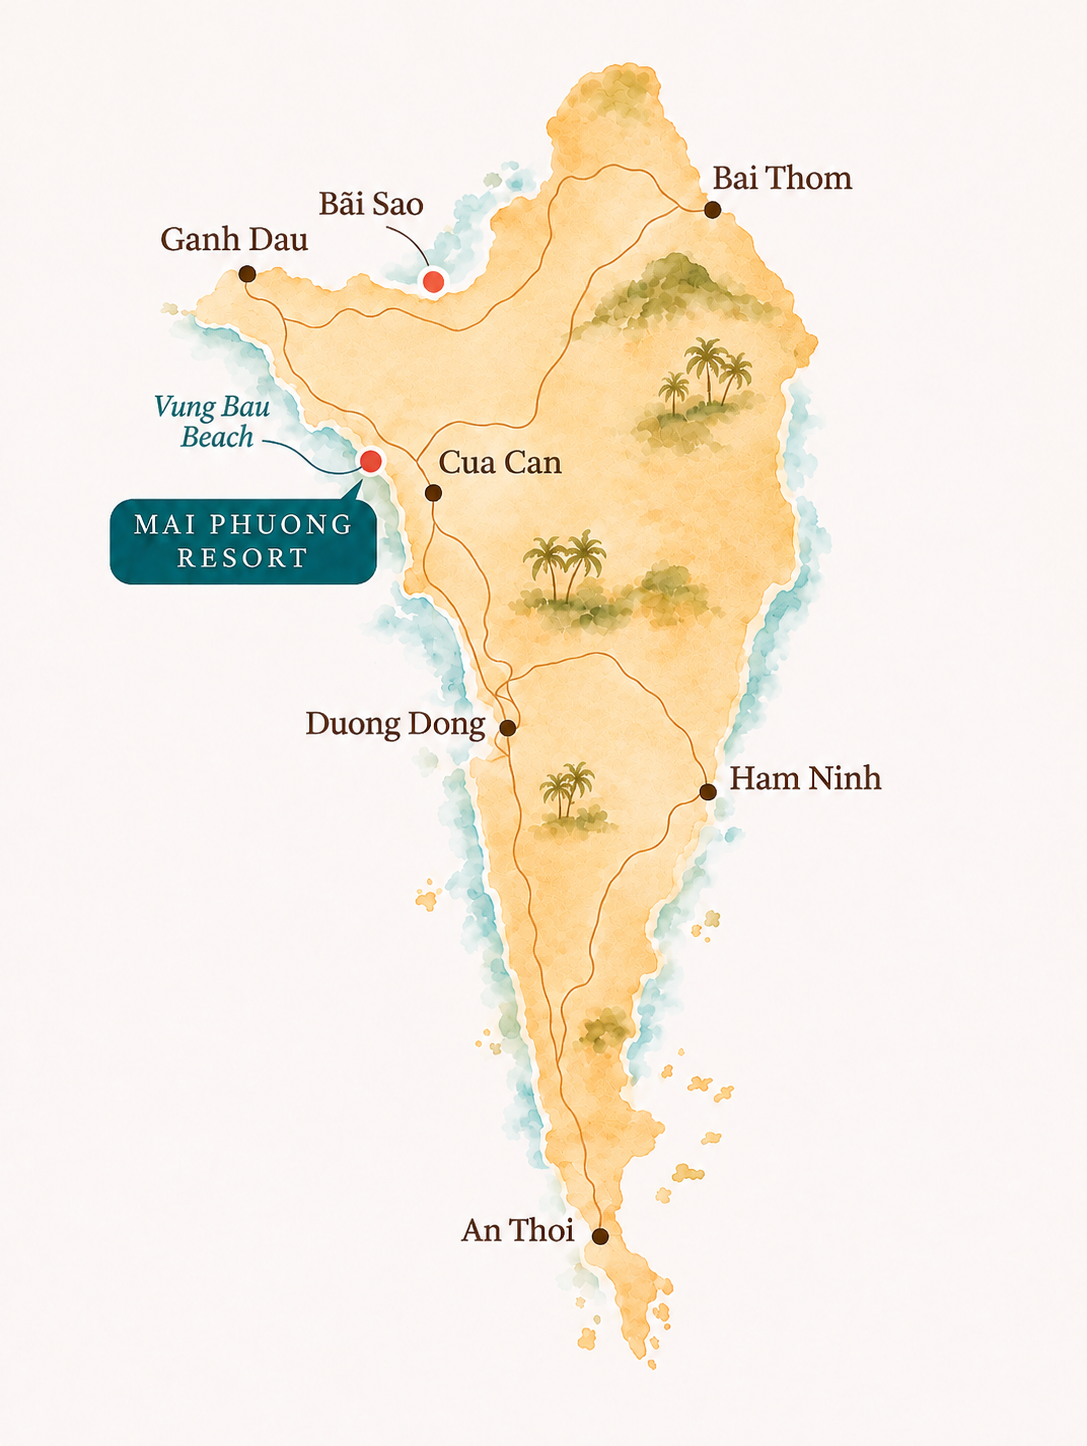 Bai Thom
Bãi Sao
Ganh Dau
Vung Bau
Beach
Cua Can
MAI PHUONG
RESORT
Duong Dong
Ham Ninh
An Thoi